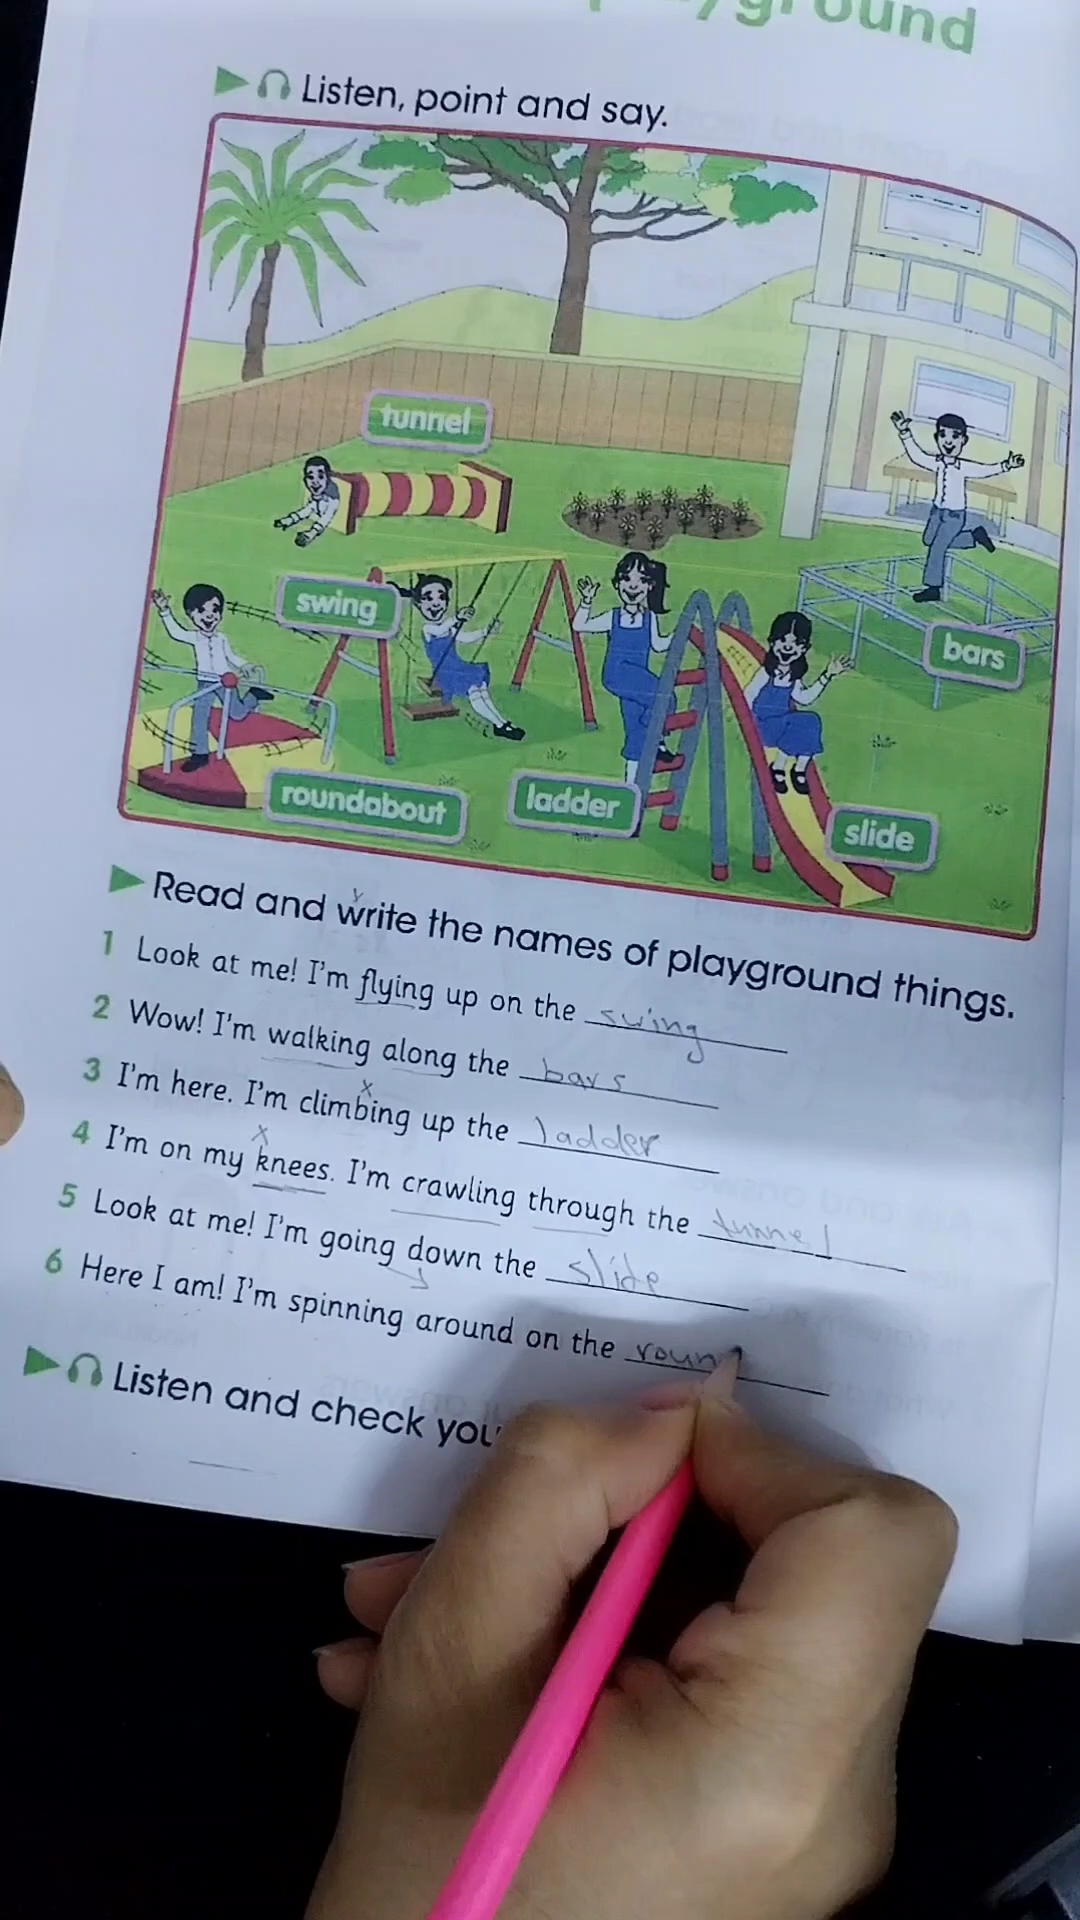 Listen, point and say.
tunnel
swing
bars
roundabout
ladder
slide
Read and write the names of playground things.
1 Look at me! I'm flying up on the swing
2 Wow! I'm walking along the bars
3 I'm here. I'm climbing up the ladder
4 I'm on my knees. I'm crawling through the tunnel
5 Look at me! I'm going down the slide
6 Here I am! I'm spinning around on the roun
Listen and check you